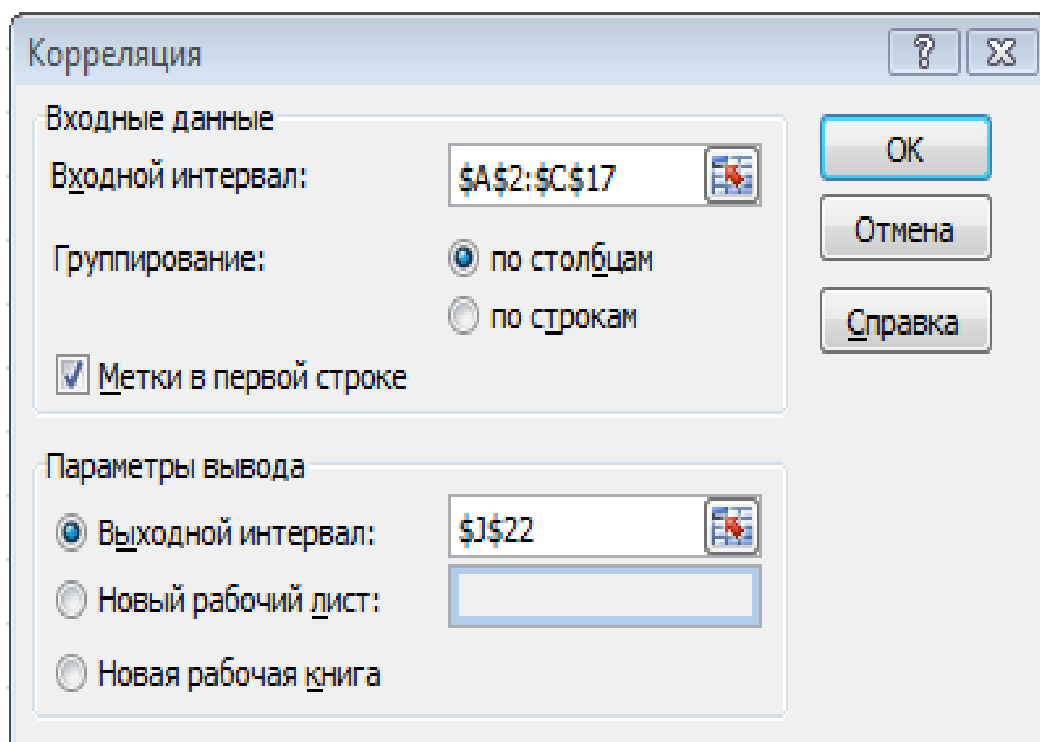 Корреляция
Входные данные
Входной интервал: $A$2:$C$17
Группирование: по столбцам
по строкам
Метки в первой строке
OK
Отмена
Справка
Параметры вывода
Выходной интервал: $J$22
Новый рабочий лист:
Новая рабочая книга